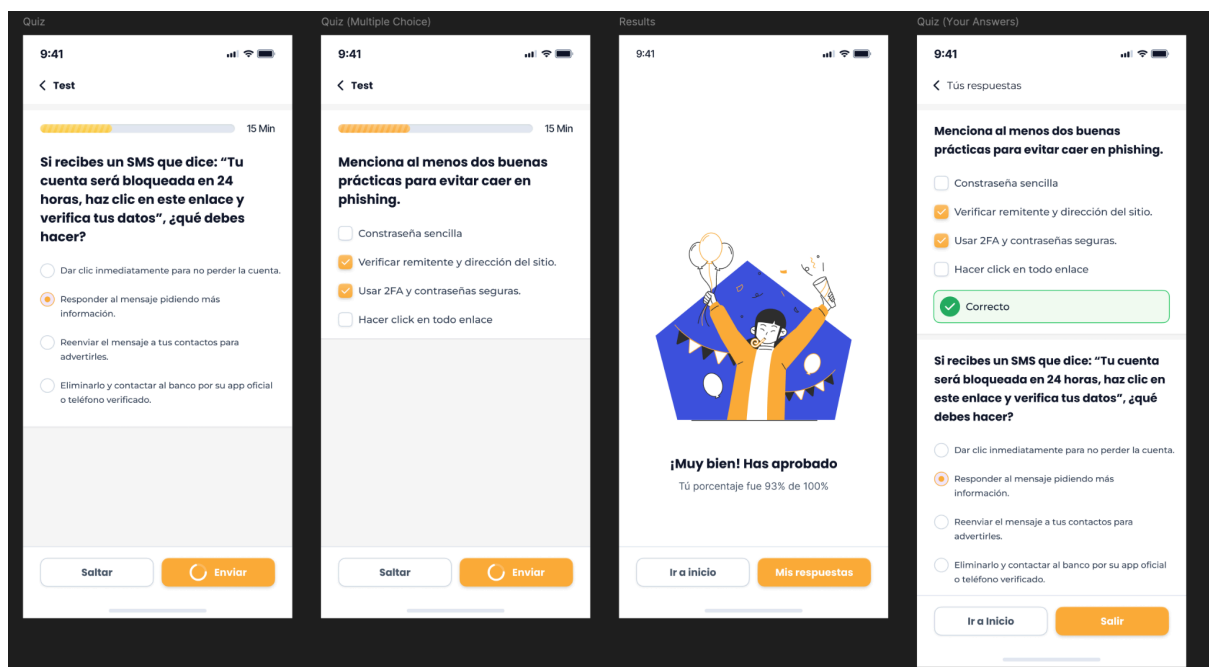 Quiz
9:41
Test
15 Min
Si recibes un SMS que dice: “Tu
cuenta será bloqueada en 24
horas, haz clic en este enlace y
verifica tus datos”, ¿qué debes
hacer?
Dar clic inmediatamente para no perder la cuenta.
Responder al mensaje pidiendo más
información.
Reenviar el mensaje a tus contactos para
advertirles.
Eliminarlo y contactar al banco por su app oficial
o teléfono verificado.
Saltar
Enviar
Quiz (Multiple Choice)
9:41
Test
15 Min
Menciona al menos dos buenas
prácticas para evitar caer en
phishing.
Constraseña sencilla
Verificar remitente y dirección del sitio.
Usar 2FA y contraseñas seguras.
Hacer click en todo enlace
Saltar
Enviar
Results
9:41
¡Muy bien! Has aprobado
Tú porcentaje fue 93% de 100%
Ir a inicio
Mis respuestas
Quiz (Your Answers)
9:41
Tús respuestas
Menciona al menos dos buenas
prácticas para evitar caer en phishing.
Constraseña sencilla
Verificar remitente y dirección del sitio.
Usar 2FA y contraseñas seguras.
Hacer click en todo enlace
Correcto
Si recibes un SMS que dice: “Tu cuenta
será bloqueada en 24 horas, haz clic en
este enlace y verifica tus datos”, ¿qué
debes hacer?
Dar clic inmediatamente para no perder la cuenta.
Responder al mensaje pidiendo más
información.
Reenviar el mensaje a tus contactos para
advertirles.
Eliminarlo y contactar al banco por su app oficial
o teléfono verificado.
Ir a Inicio
Salir